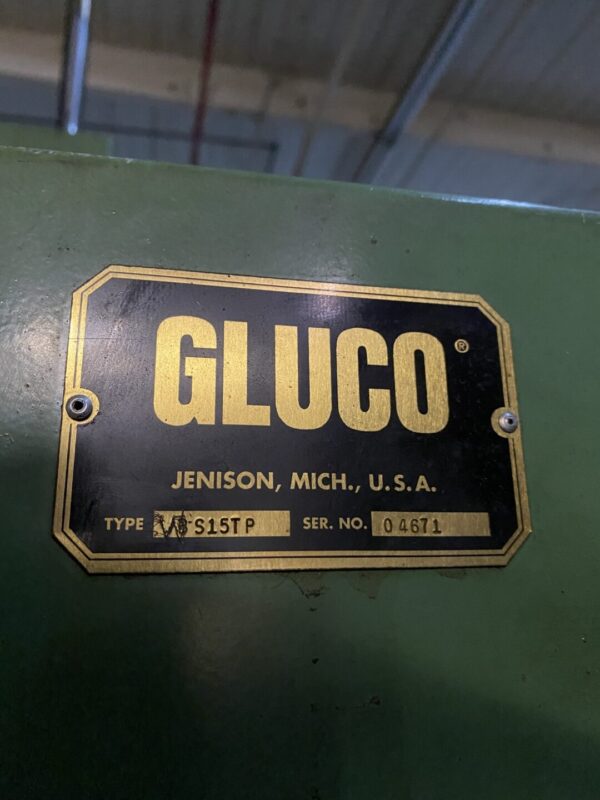 GLUCO®
JENISON, MICH., U.S.A.
TYPE S15TP SER. NO. 04671